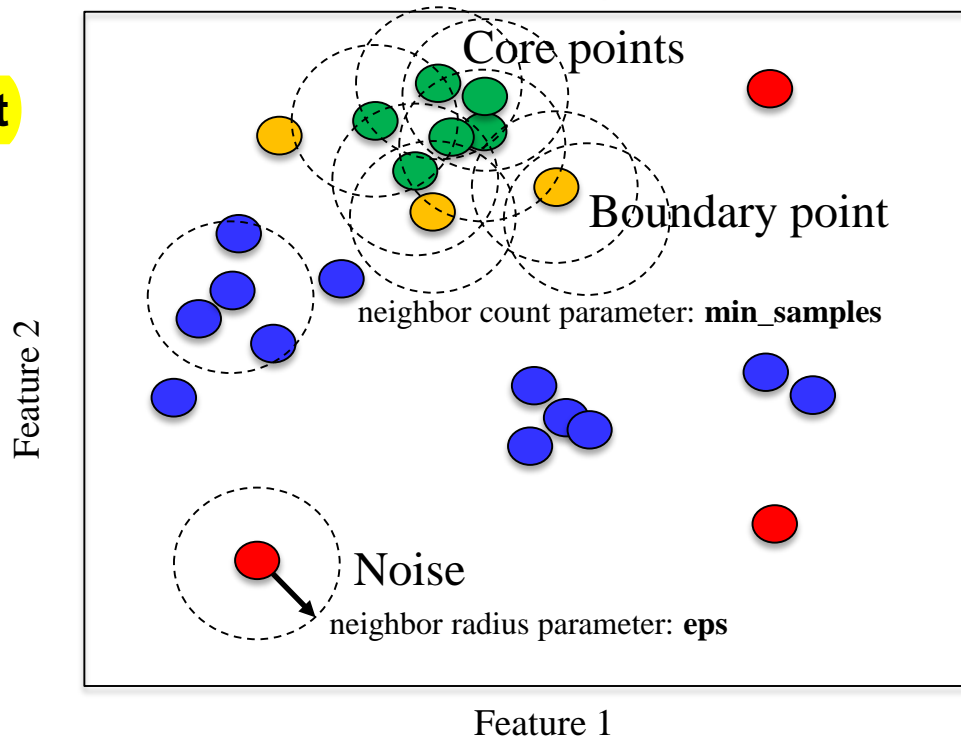 Core points
t
Boundary point
neighbor count parameter: min_samples
Feature 2
Noise
neighbor radius parameter: eps
Feature 1